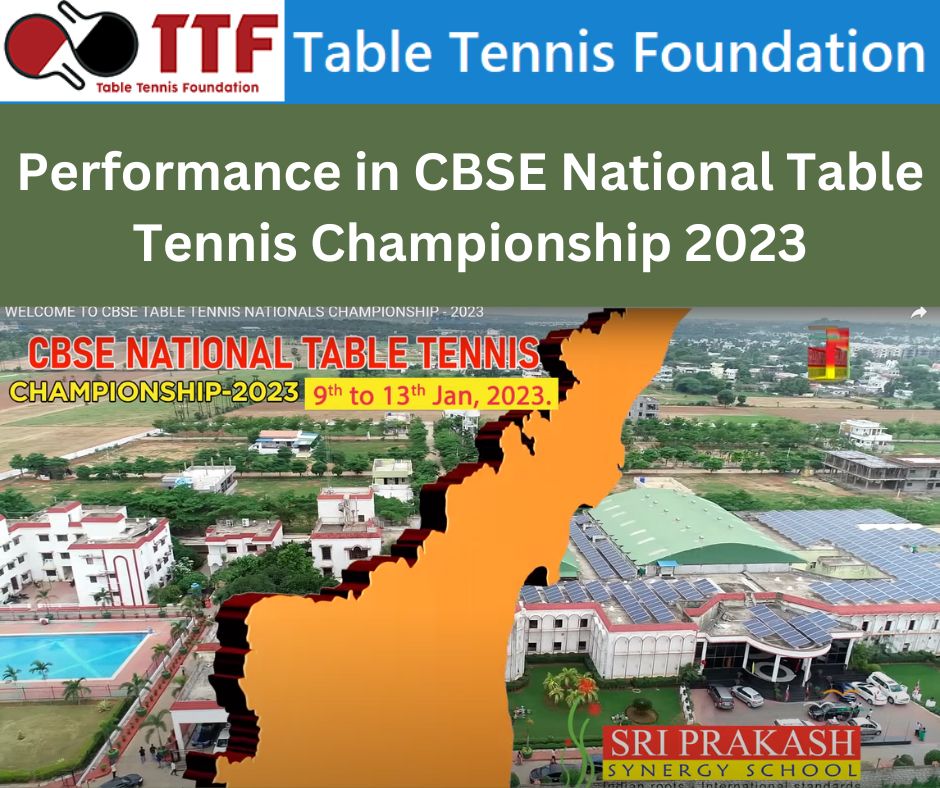 TTF
Table Tennis Foundation
Table Tennis Foundation
Performance in CBSE National Table
Tennis Championship 2023
WELCOME TO CBSE TABLE TENNIS NATIONALS CHAMPIONSHIP - 2023
CBSE NATIONAL TABLE TENNIS
CHAMPIONSHIP-2023 9th to 13th Jan, 2023.
SRI PRAKASH
SYNERGY SCHOOL
Indian roots - International standards